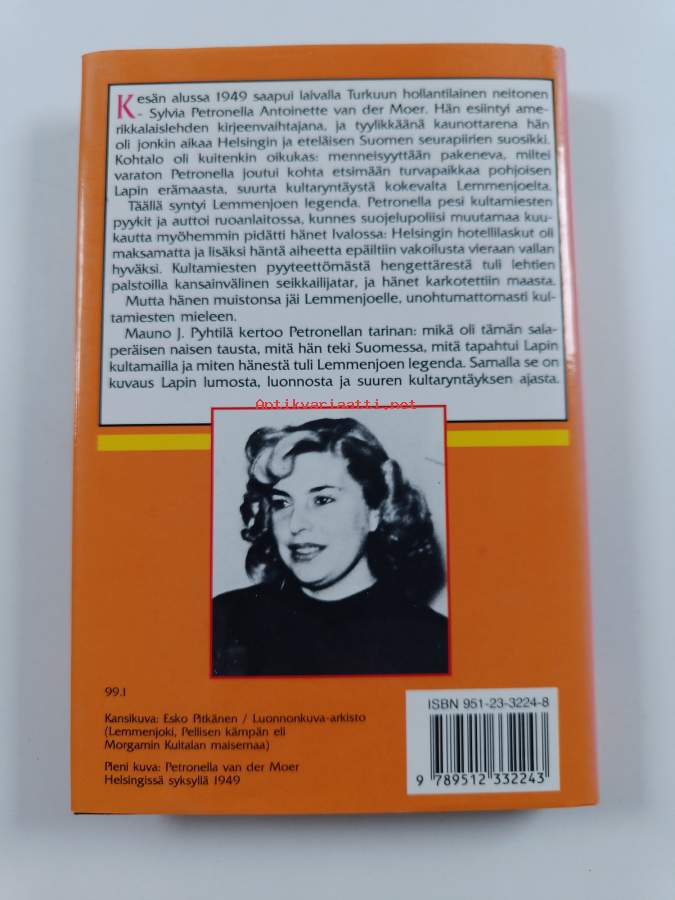 Kesän alussa 1949 saapui laivalla Turkuun hollantilainen neitonen
- Sylvia Petronella Antoinette van der Moer. Hän esiintyi ame-
rikkalaislehden kirjeenvaihtajana, ja tyylikkäänä kaunottarena hän
oli jonkin aikaa Helsingin ja eteläisen Suomen seurapiirien suosikki.
Kohtalo oli kuitenkin oikukas: menneisyyttään pakeneva, miltei
varaton Petronella joutui kohta etsimään turvapaikkaa pohjoisen
Lapin erämaasta, suurta kultaryntäystä kokevalta Lemmenjoelta.
Täällä syntyi Lemmenjoen legenda. Petronella pesi kultamiesten
pyykit ja auttoi ruoanlaitossa, kunnes suojelupoliisi muutamaa kuu-
kautta myöhemmin pidätti hänet Ivalossa: Helsingin hotellilaskut oli
maksamatta ja lisäksi häntä aiheetta epäiltiin vakoilusta vieraan vallan
hyväksi. Kultamiesten pyyteettömästä hengettärestä tuli lehtien
palstoilla kansainvälinen seikkailijatar, ja hänet karkotettiin maasta.
Mutta hänen muistonsa jäi Lemmenjoelle, unohtumattomasti kul-
tamiesten mieleen.
Mauno J. Pyhtilä kertoo Petronellan tarinan: mikä oli tämän sala-
peräisen naisen tausta, mitä hän teki Suomessa, mitä tapahtui Lapin
kultamailla ja miten hänestä tuli Lemmenjoen legenda. Samalla se on
kuvaus Lapin lumosta, luonnosta ja suuren kultaryntäyksen ajasta.
Antikvariaatti.net
99.1
Kansikuva: Esko Pitkänen / Luonnonkuva-arkisto
(Lemmenjoki, Pellisen kämpän eli
Morgamin Kultalan maisemaa)
Pieni kuva: Petronella van der Moer
Helsingissä syksyllä 1949
ISBN 951-23-3224-8
9 789512 332243